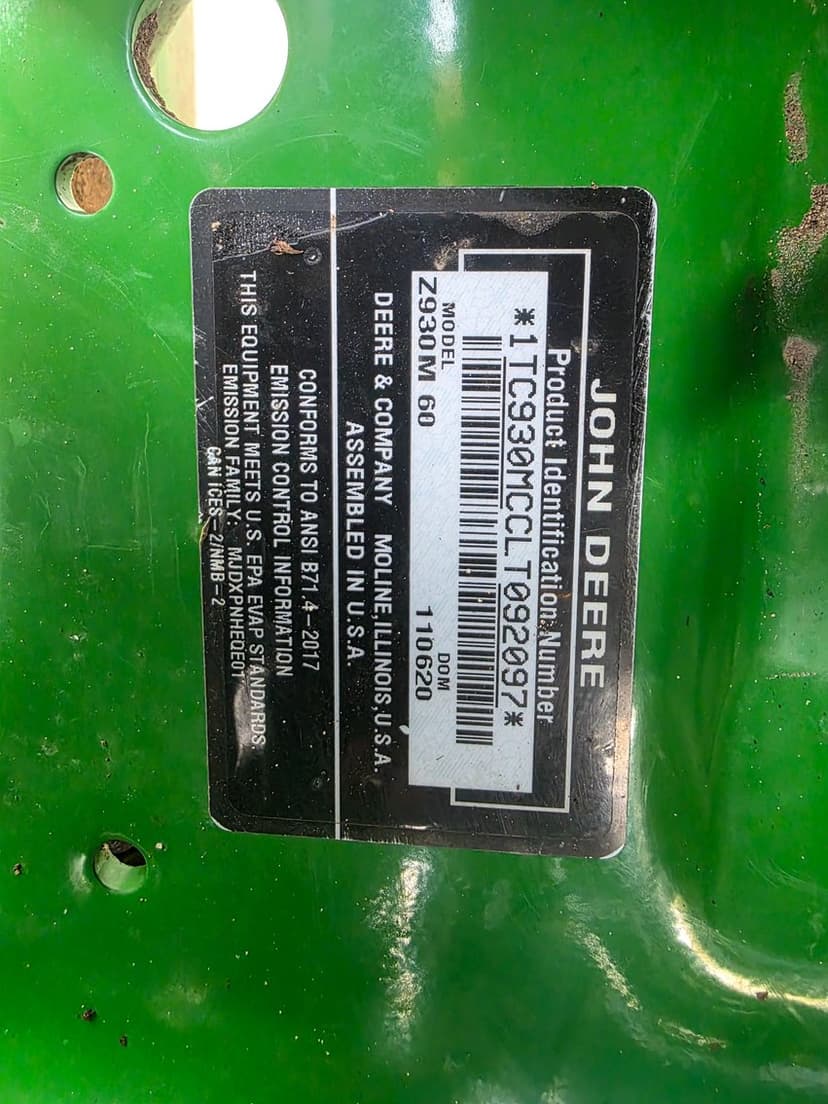 JOHN DEERE
Product Identification Number
*1TC930MCCLT092097*
MODEL DOM
Z930M 60 110620
DEERE & COMPANY MOLINE, ILLINOIS, U.S.A.
ASSEMBLED IN U.S.A.
CONFORMS TO ANSI B71.4-2017
EMISSION CONTROL INFORMATION
THIS EQUIPMENT MEETS U.S. EPA EVAP STANDARDS.
EMISSION FAMILY: MJDXPNHEQE01
CAN ICES-2/NMB-2